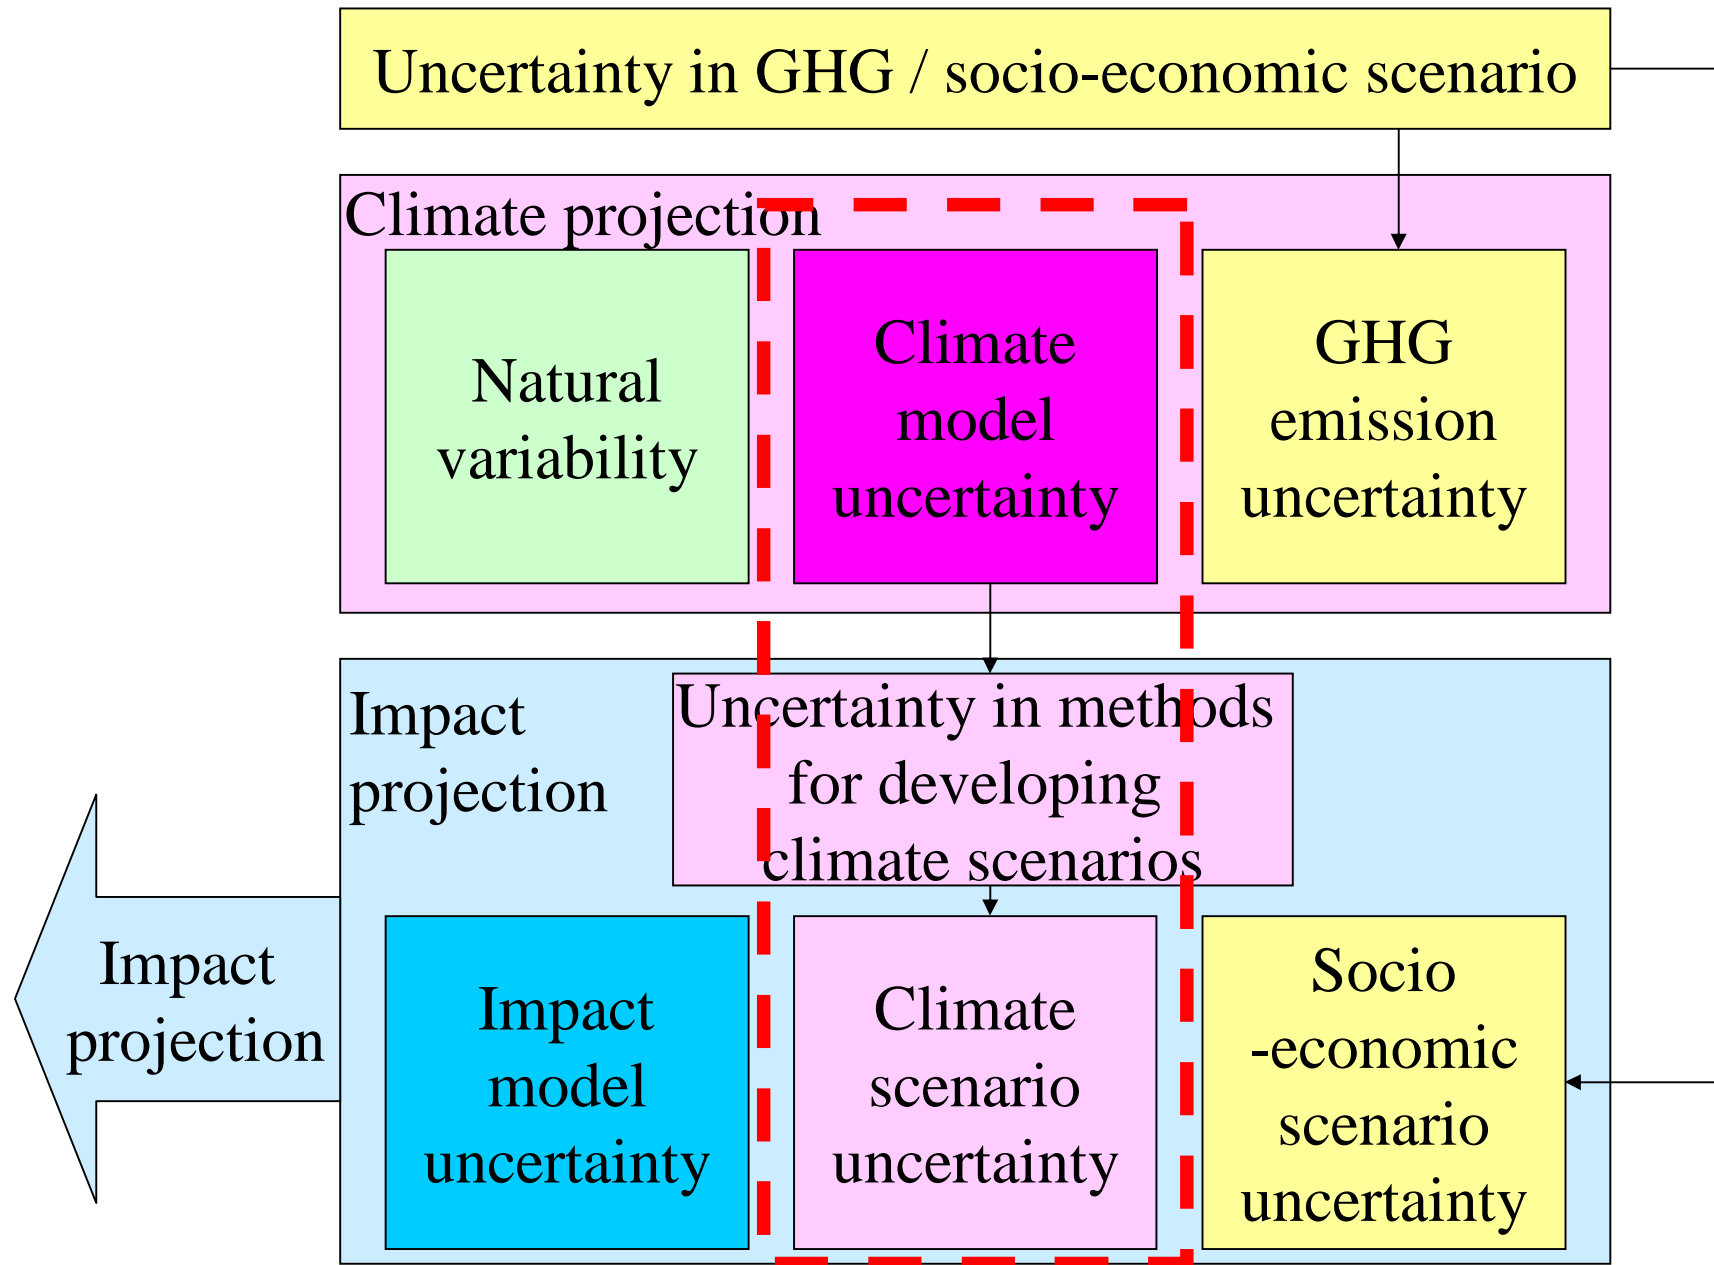 Uncertainty in GHG / socio-economic scenario
Climate projection
Natural
variability
Climate
model
uncertainty
GHG
emission
uncertainty
Impact
projection
Uncertainty in methods
for developing
climate scenarios
Impact
projection
Impact
model
uncertainty
Climate
scenario
uncertainty
Socio
-economic
scenario
uncertainty